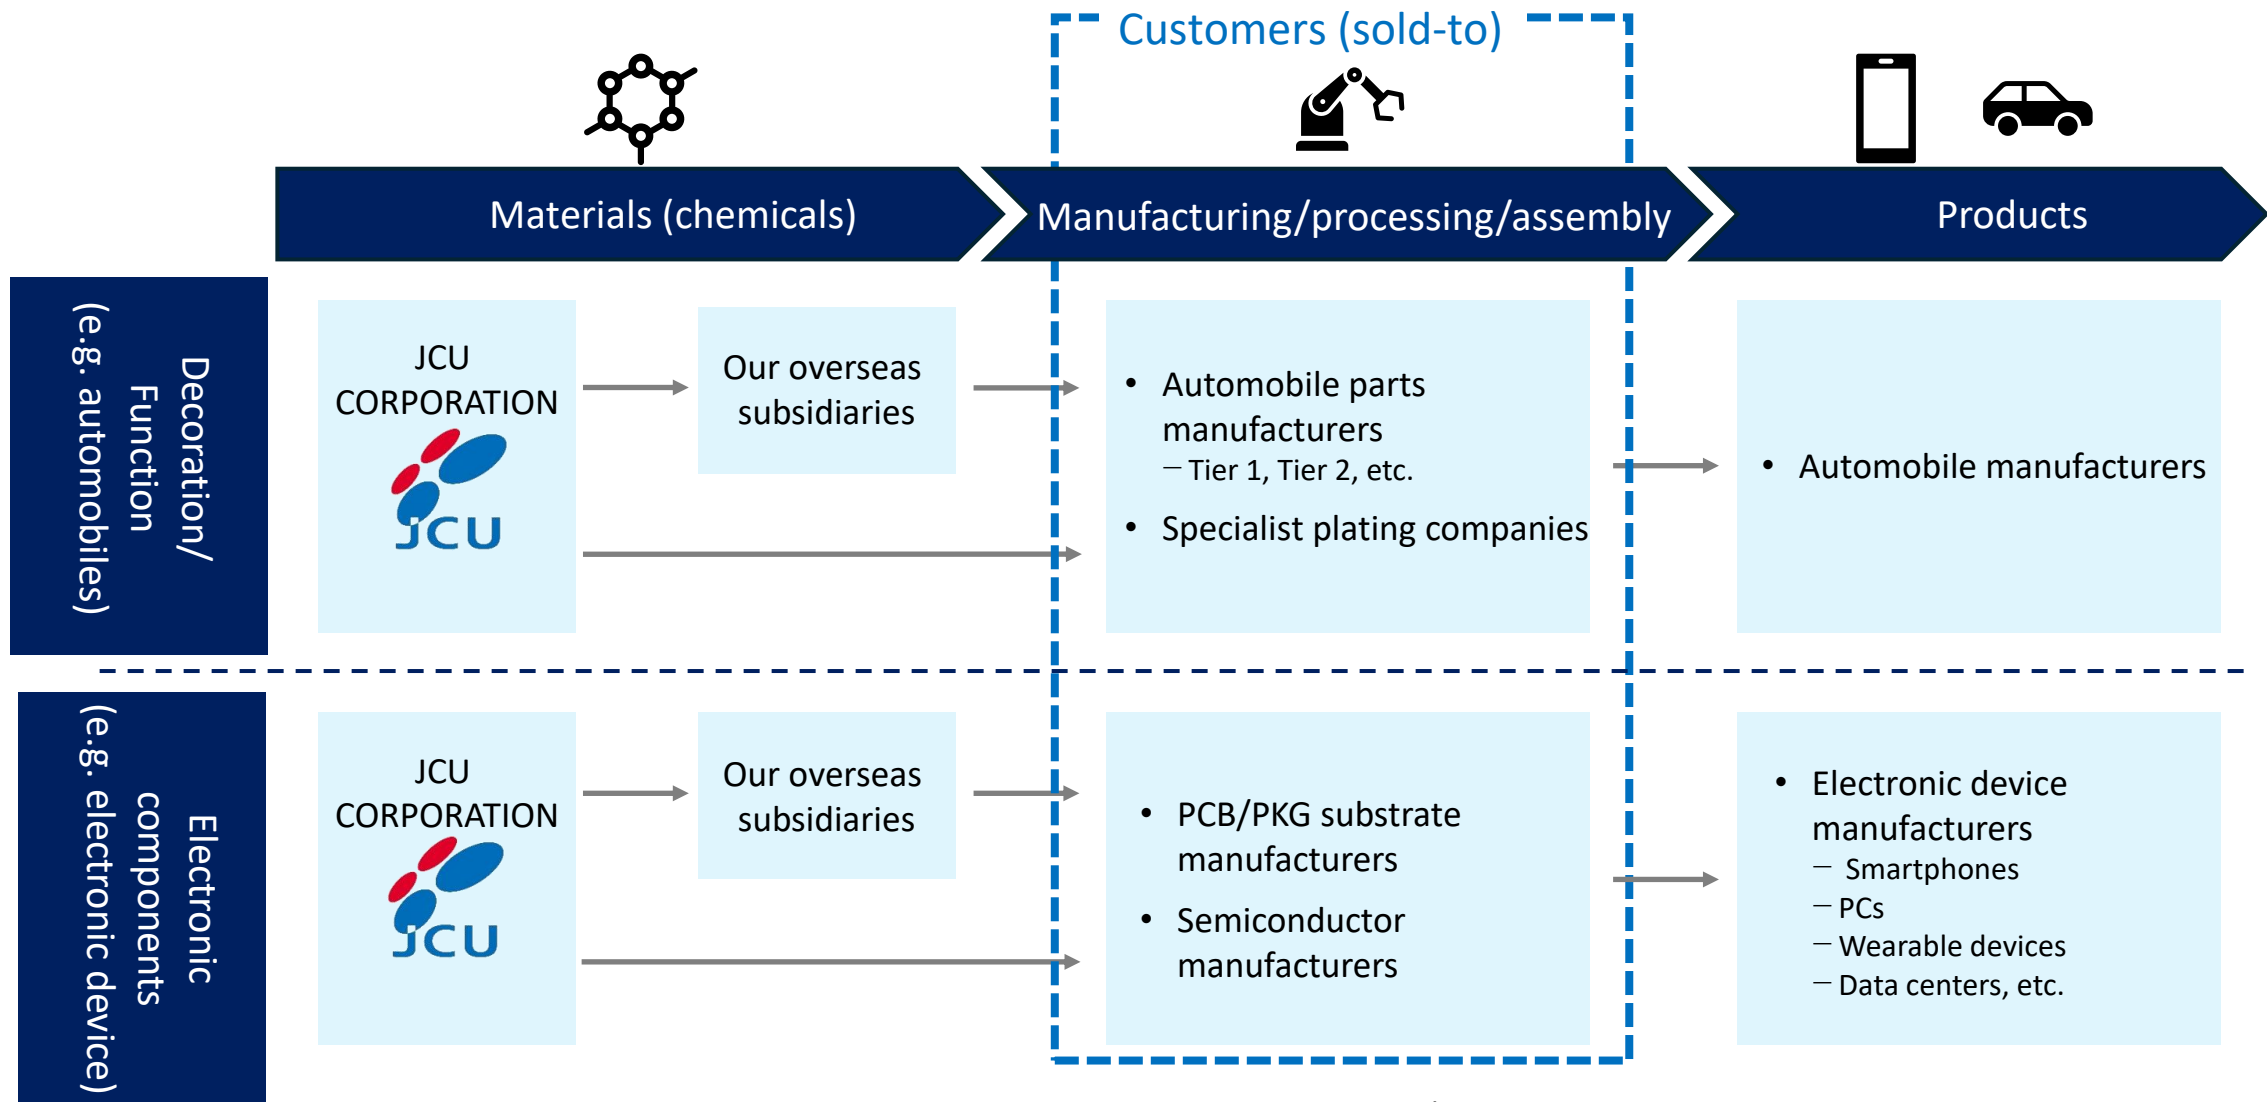 Customers (sold-to)
Materials (chemicals)
Manufacturing/processing/assembly
Products
Decoration/
Function
(e.g. automobiles)
JCU
CORPORATION
JCU
Our overseas
subsidiaries
• Automobile parts
manufacturers
– Tier 1, Tier 2, etc.
• Specialist plating companies
• Automobile manufacturers
Electronic
components
(e.g. electronic device)
JCU
CORPORATION
JCU
Our overseas
subsidiaries
• PCB/PKG substrate
manufacturers
• Semiconductor
manufacturers
• Electronic device
manufacturers
– Smartphones
– PCs
– Wearable devices
– Data centers, etc.